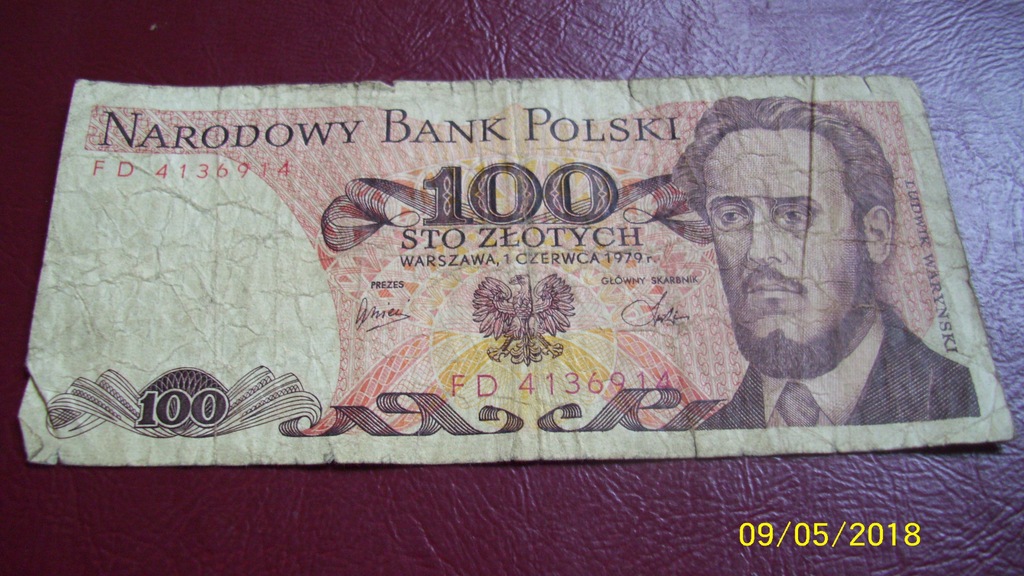 NARODOWY BANK POLSKI
FD 4136914
100
STO ZŁOTYCH
WARSZAWA, 1 CZERWCA 1979 r.
PREZES
GŁÓWNY SKARBNIK
LUDWIK WARYŃSKI
FD 4136914
100
09/05/2018